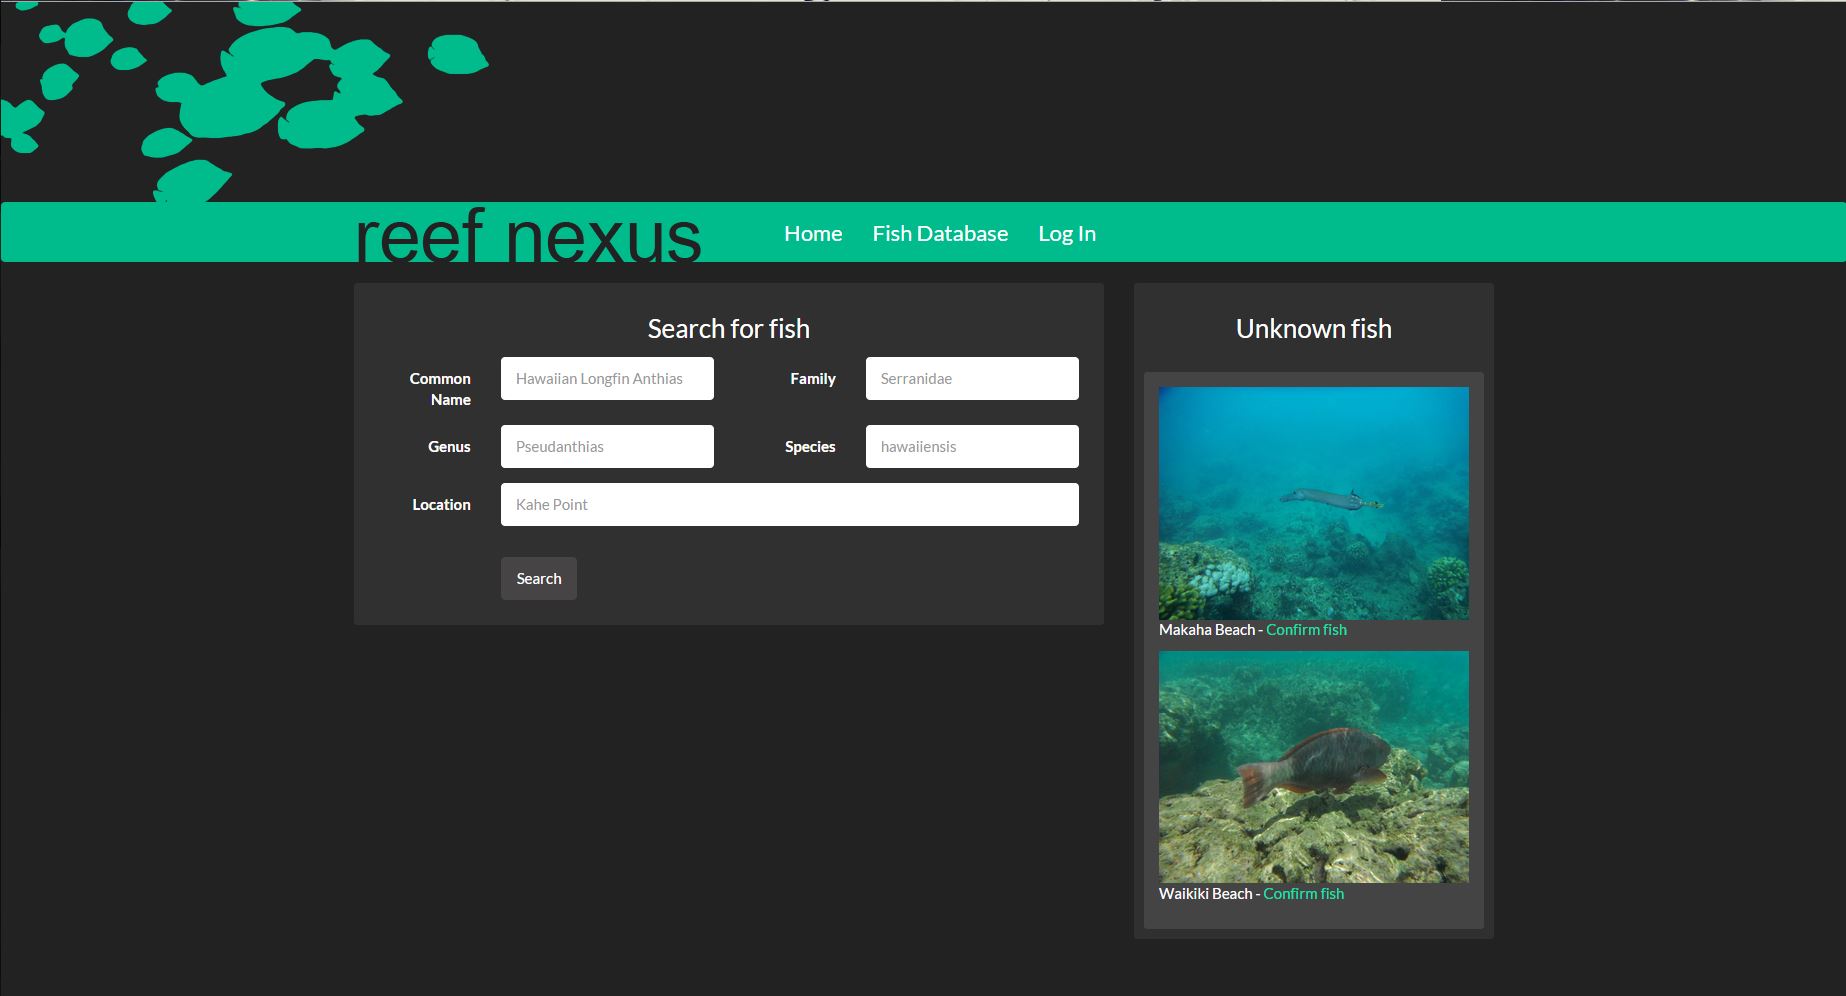 reef nexus
Home
Fish Database
Log In
Search for fish
Common
Name
Hawaiian Longfin Anthias
Family
Serranidae
Genus
Pseudanthias
Species
hawaiiensis
Location
Kahe Point
Search
Unknown fish
Makaha Beach - Confirm fish
Waikiki Beach - Confirm fish